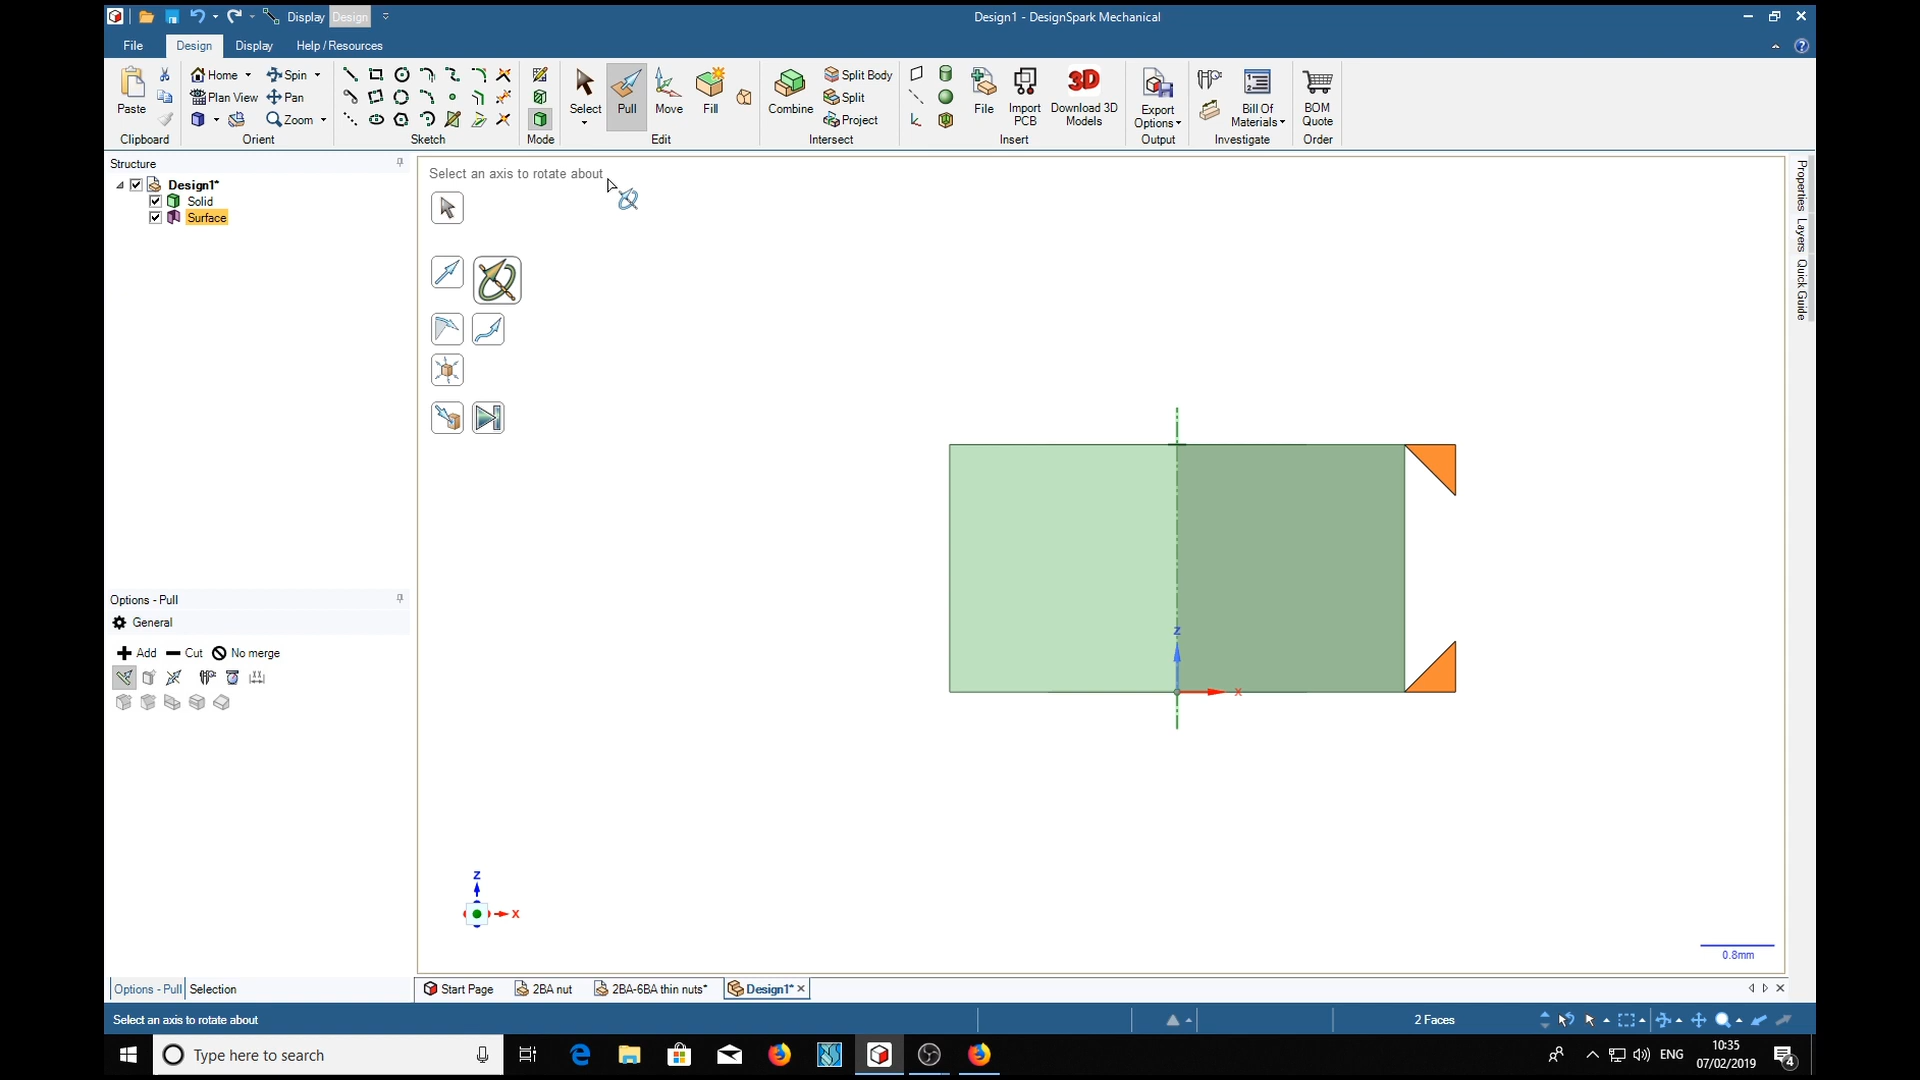 Display Design
Design1 - DesignSpark Mechanical
File Design Display Help / Resources
Paste
Clipboard
Home Spin
Plan View Pan
Zoom
Orient
Sketch
Mode
Select Pull Move Fill
Edit
Combine
Split Body
Split
Project
Intersect
File Import PCB Download 3D Models
3D
Insert
Export Options
Output
Bill Of Materials
Investigate
BOM Quote
Order
Structure
Design1*
Solid
Surface
Select an axis to rotate about
Properties
Layers
Quick Guide
Z
X
Options - Pull
General
Add Cut No merge
Z
X
0.8mm
Options - Pull Selection
Start Page 2BA nut 2BA-6BA thin nuts* Design1*
Select an axis to rotate about
2 Faces
Type here to search
ENG
10:35
07/02/2019
4